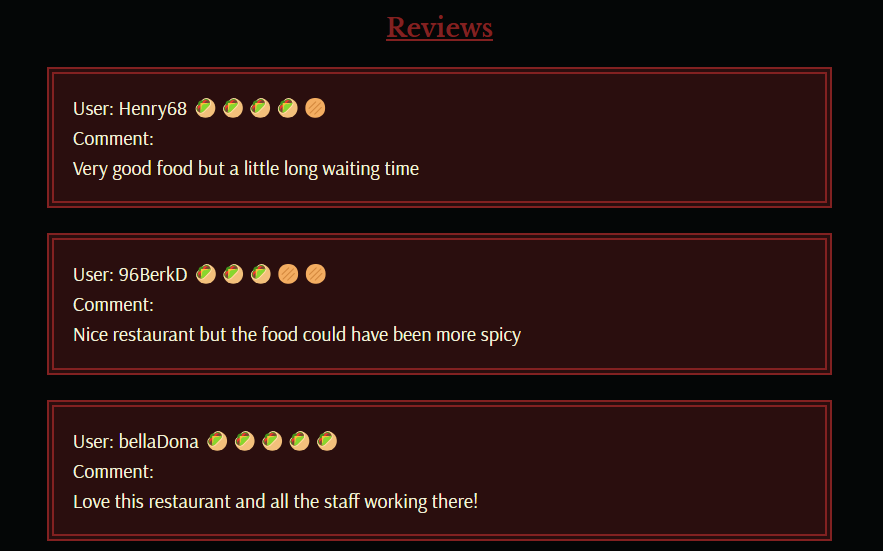 Reviews
User: Henry68
Comment:
Very good food but a little long waiting time
User: 96BerkD
Comment:
Nice restaurant but the food could have been more spicy
User: bellaDona
Comment:
Love this restaurant and all the staff working there!